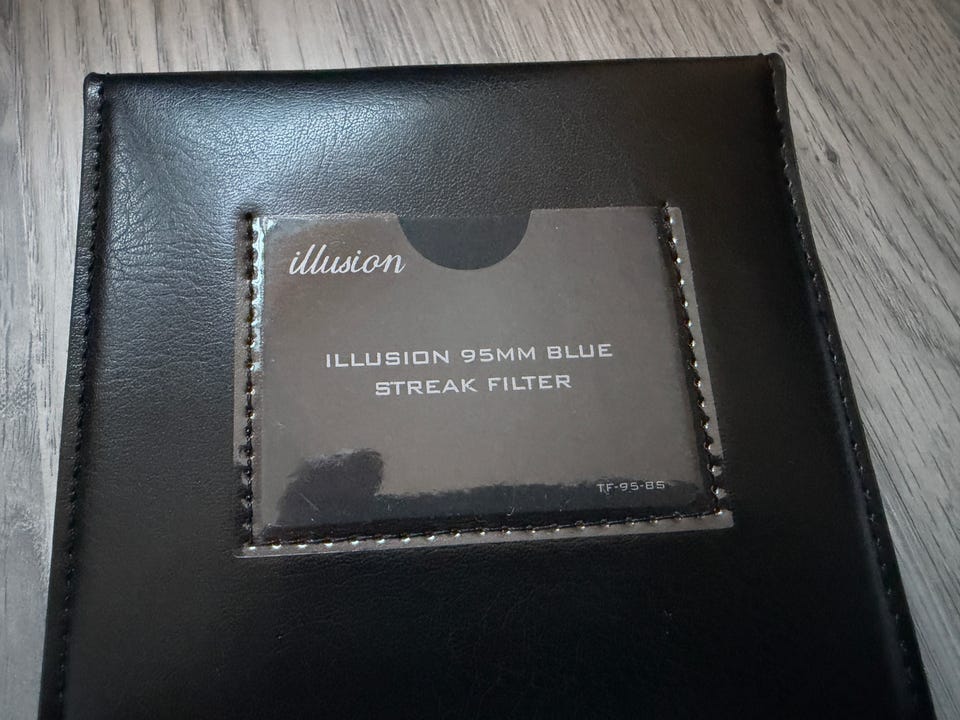 illusion
ILLUSION 95MM BLUE
STREAK FILTER
TF-95-BS